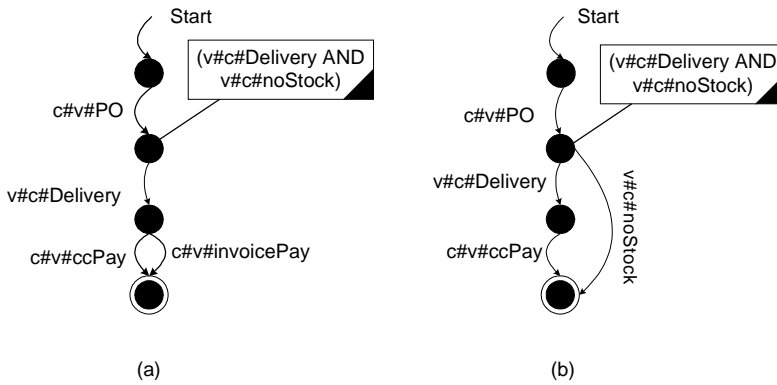 Start
(v#c#Delivery AND
v#c#noStock)
c#v#PO
v#c#Delivery
c#v#ccPay
c#v#invoicePay
(a)
Start
(v#c#Delivery AND
v#c#noStock)
c#v#PO
v#c#Delivery
v#c#noStock
c#v#ccPay
(b)